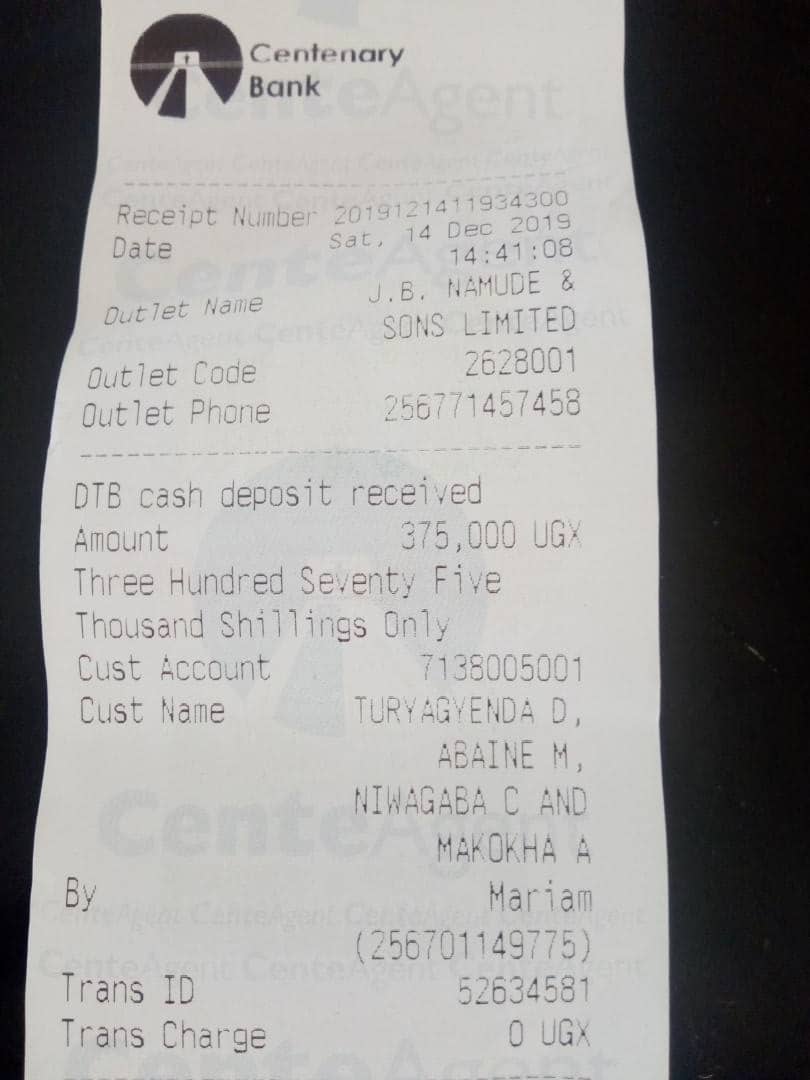 Centenary
Bank
CenteAgent
Receipt Number 2019121411934300
Date Sat, 14 Dec 2019
14:41:08
Outlet Name J.B. NAMUDE &
SONS LIMITED
Outlet Code 2628001
Outlet Phone 256771457458
DTB cash deposit received
Amount 375,000 UGX
Three Hundred Seventy Five
Thousand Shillings Only
Cust Account 7138005001
Cust Name TURYAGYENDA D,
ABAINE M,
NIWAGABA C AND
MAKOKHA A
CenteAgent
By Mariam
(256701149775)
Trans ID 52634581
Trans Charge 0 UGX